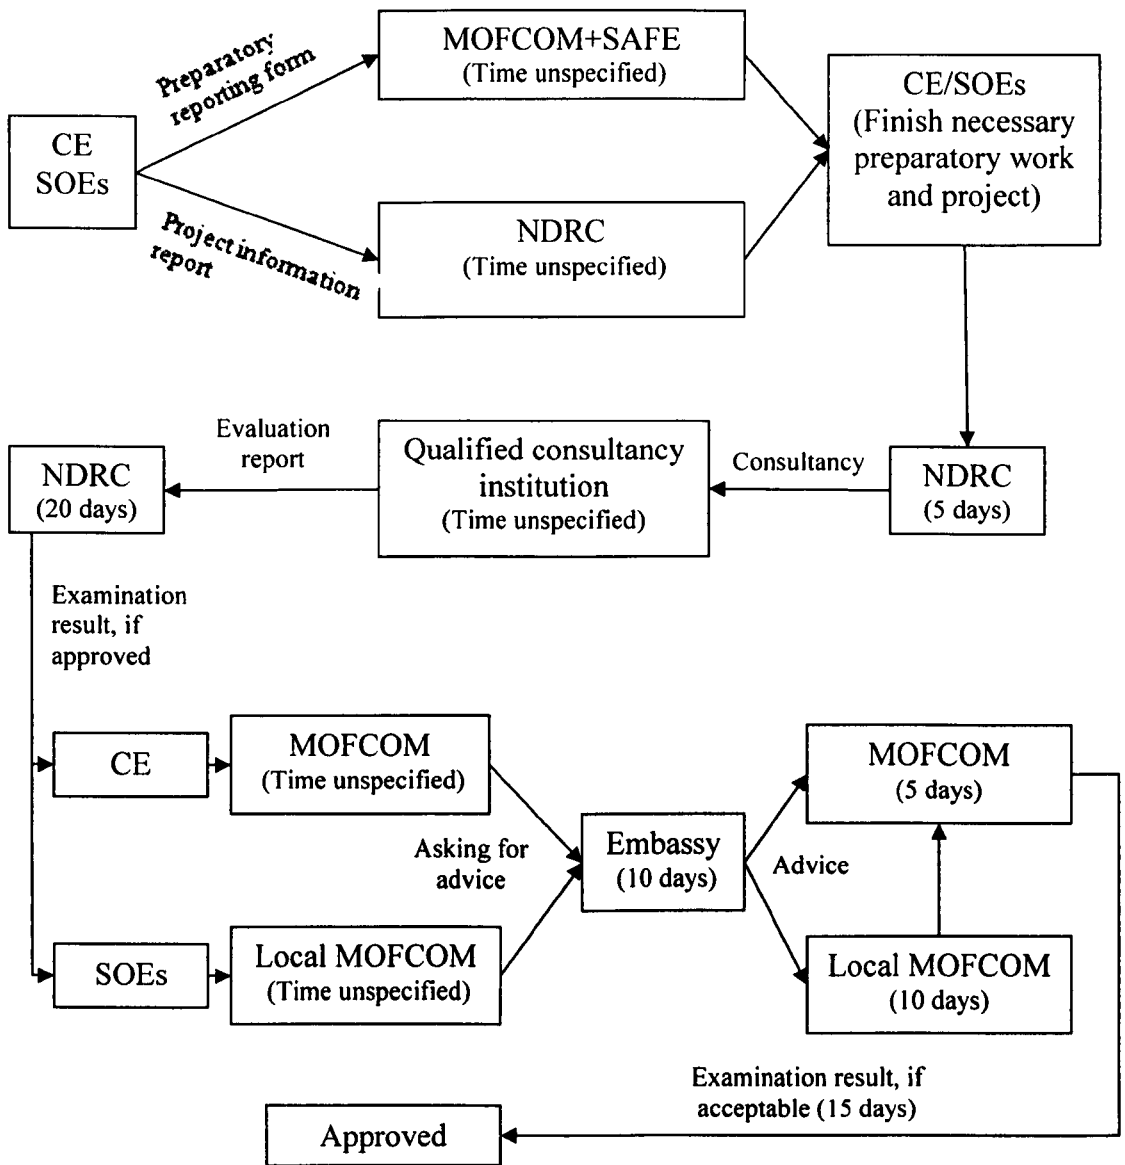 MOFCOM+SAFE
(Time unspecified)
Preparatory
reporting form
CE
SOEs
CE/SOEs
(Finish necessary
preparatory work
and project)
Project information
report
NDRC
(Time unspecified)
NDRC
(5 days)
Consultancy
Qualified consultancy
institution
(Time unspecified)
Evaluation
report
NDRC
(20 days)
Examination
result, if
approved
CE
MOFCOM
(Time unspecified)
SOEs
Local MOFCOM
(Time unspecified)
Asking for
advice
Embassy
(10 days)
Advice
MOFCOM
(5 days)
Local MOFCOM
(10 days)
Examination result, if
acceptable (15 days)
Approved